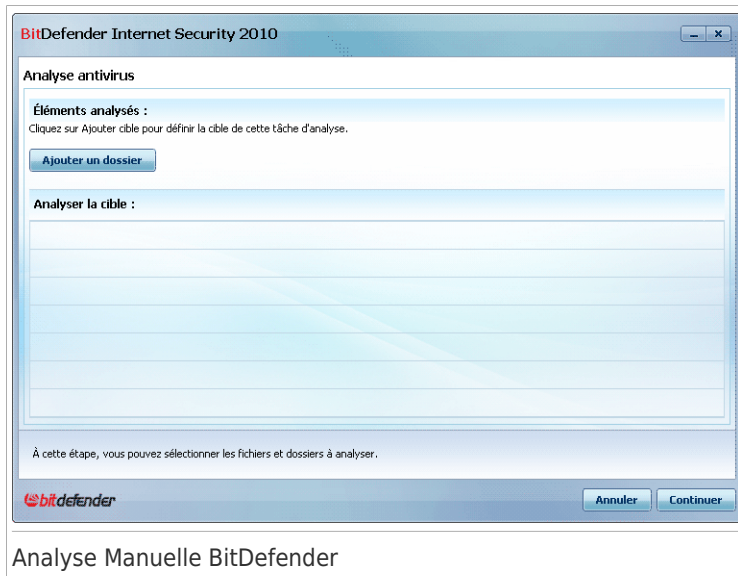 BitDefender Internet Security 2010
Analyse antivirus
Éléments analysés :
Cliquez sur Ajouter cible pour définir la cible de cette tâche d'analyse.
Ajouter un dossier
Analyser la cible :
À cette étape, vous pouvez sélectionner les fichiers et dossiers à analyser.
bitdefender
Annuler
Continuer
Analyse Manuelle BitDefender